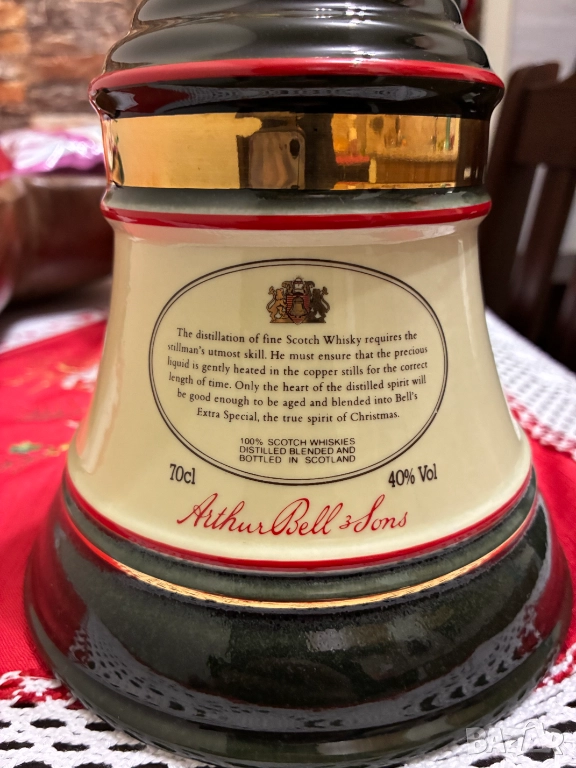 The distillation of fine Scotch Whisky requires the
stillman's utmost skill. He must ensure that the precious
liquid is gently heated in the copper stills for the correct
length of time. Only the heart of the distilled spirit will
be good enough to be aged and blended into Bell's
Extra Special, the true spirit of Christmas.
100% SCOTCH WHISKIES
DISTILLED BLENDED AND
BOTTLED IN SCOTLAND
70cl 40% Vol
Arthur Bell & Sons
BAZAR